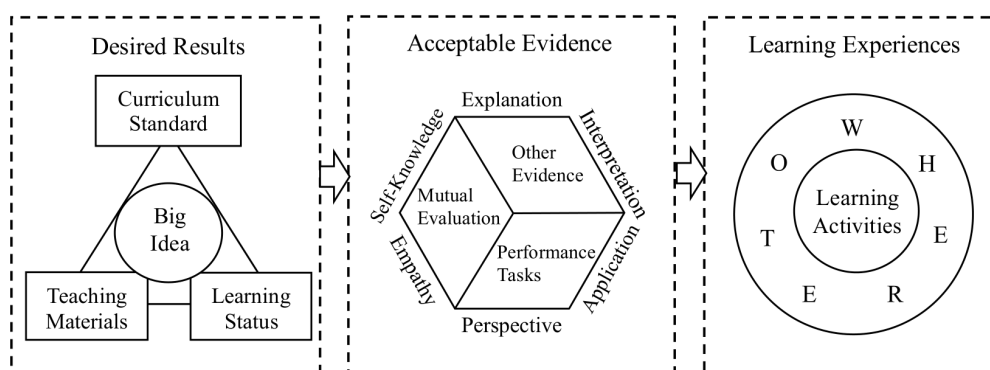 Desired Results
Curriculum
Standard
Big
Idea
Teaching
Materials
Learning
Status
Acceptable Evidence
Explanation
Interpretation
Application
Perspective
Empathy
Self-Knowledge
Other
Evidence
Mutual
Evaluation
Performance
Tasks
Learning Experiences
W
H
E
R
E
T
O
Learning
Activities